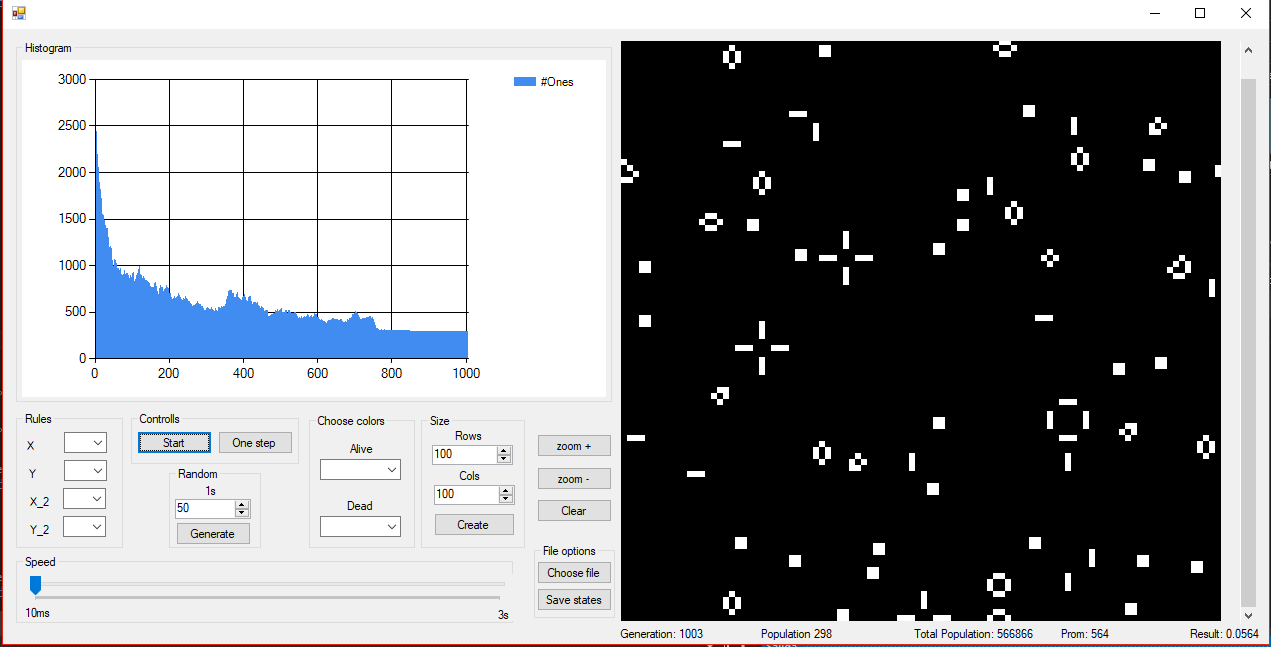 Histogram
#Ones
3000
2500
2000
1500
1000
500
0
0 200 400 600 800 1000
Rules
X
Y
X_2
Y_2
Controlls
Start One step
Random
1s
50
Generate
Choose colors
Alive
Dead
Size
Rows
100
Cols
100
Create
zoom +
zoom -
Clear
File options
Choose file
Save states
Speed
10ms 3s
Generation: 1003 Population 298 Total Population: 566866 Prom: 564 Result: 0.0564